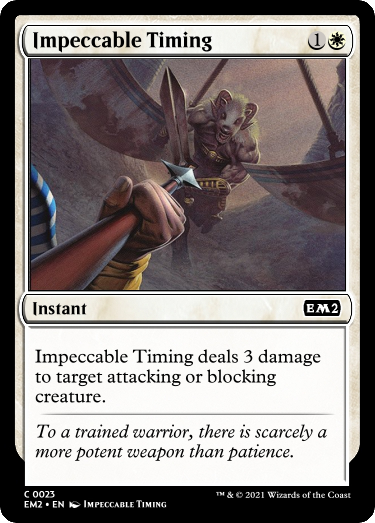 Impeccable Timing 1
Instant EM2
Impeccable Timing deals 3 damage
to target attacking or blocking
creature.
To a trained warrior, there is scarcely a
more potent weapon than patience.
C 0023
EM2 • EN Impeccable Timing
™ & © 2021 Wizards of the Coast